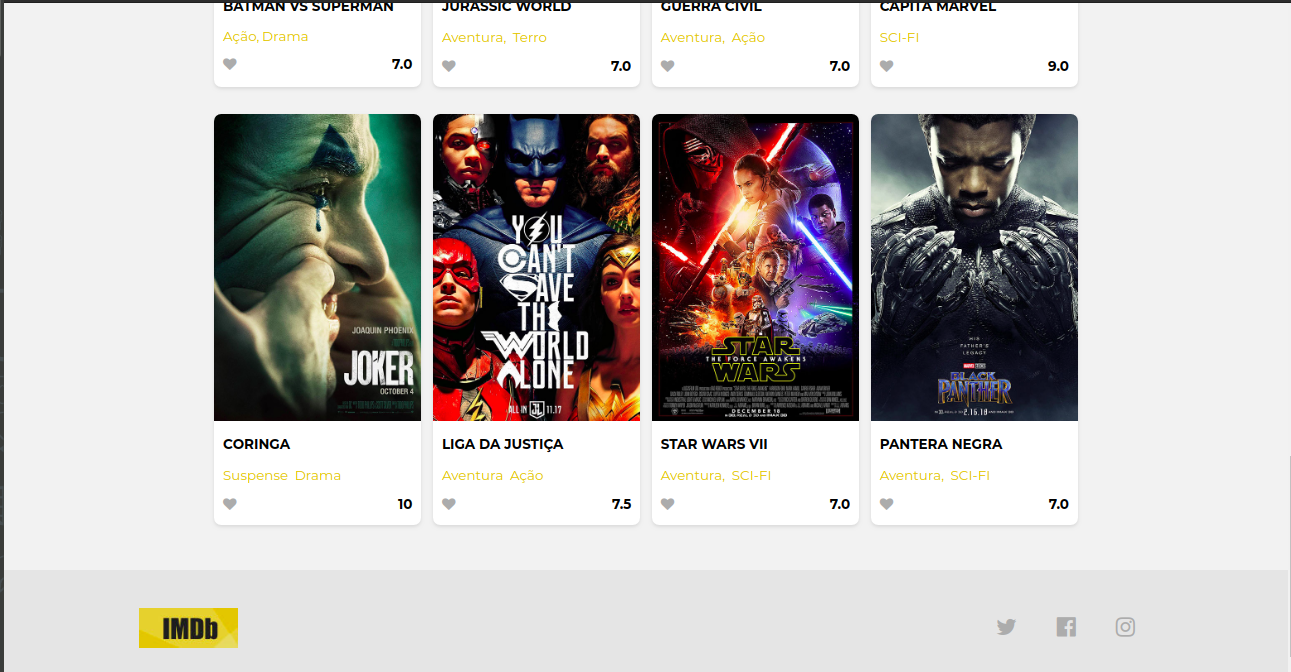 BATMAN VS SUPERMAN
JURASSIC WORLD
GUERRA CIVIL
CAPITÃ MARVEL
Ação, Drama
Aventura, Terro
Aventura, Ação
SCI-FI
7.0
7.0
7.0
9.0
JOAQUIN PHOENIX
JOKER
OCTOBER 4
YOU
CAN'T
SAVE
THE
WORLD
ALONE
ALL IN JL 11.17
STAR
THE FORCE AWAKENS
WARS
DECEMBER 18
HIS
FATHER'S
LEGACY
MARVEL STUDIOS
BLACK
PANTHER
2.16.18
CORINGA
LIGA DA JUSTIÇA
STAR WARS VII
PANTERA NEGRA
Suspense Drama
Aventura Ação
Aventura, SCI-FI
Aventura, SCI-FI
10
7.5
7.0
7.0
IMDb